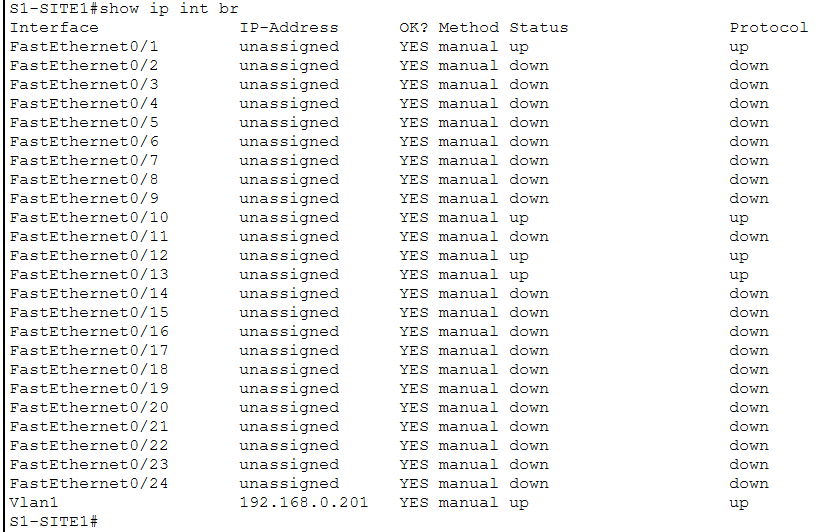 S1-SITE1#show ip int br
Interface IP-Address OK? Method Status Protocol
FastEthernet0/1 unassigned YES manual up up
FastEthernet0/2 unassigned YES manual down down
FastEthernet0/3 unassigned YES manual down down
FastEthernet0/4 unassigned YES manual down down
FastEthernet0/5 unassigned YES manual down down
FastEthernet0/6 unassigned YES manual down down
FastEthernet0/7 unassigned YES manual down down
FastEthernet0/8 unassigned YES manual down down
FastEthernet0/9 unassigned YES manual down down
FastEthernet0/10 unassigned YES manual up up
FastEthernet0/11 unassigned YES manual down down
FastEthernet0/12 unassigned YES manual up up
FastEthernet0/13 unassigned YES manual up up
FastEthernet0/14 unassigned YES manual down down
FastEthernet0/15 unassigned YES manual down down
FastEthernet0/16 unassigned YES manual down down
FastEthernet0/17 unassigned YES manual down down
FastEthernet0/18 unassigned YES manual down down
FastEthernet0/19 unassigned YES manual down down
FastEthernet0/20 unassigned YES manual down down
FastEthernet0/21 unassigned YES manual down down
FastEthernet0/22 unassigned YES manual down down
FastEthernet0/23 unassigned YES manual down down
FastEthernet0/24 unassigned YES manual down down
Vlan1 192.168.0.201 YES manual up up
S1-SITE1#